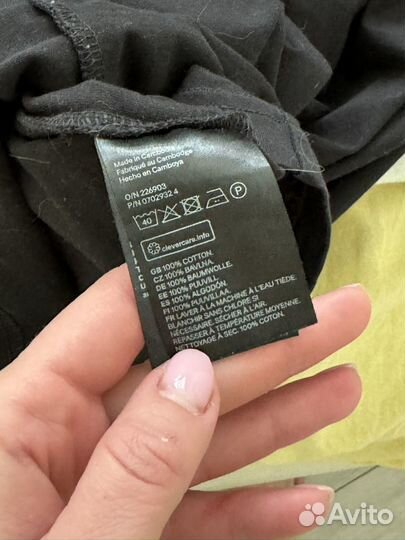 Made in Cambodia
Fabriqué au Cambodge
Hecho en Camboya
O/N 226903
P/N 0702932 4
40
P
clevercare.info
GB 100% COTTON.
CZ 100% BAVLNA.
DE 100% BAUMWOLLE.
EE 100% PUUVILL.
ES 100% ALGODÓN.
FI 100% PUUVILLAA.
FR LAVER À LA MACHINE À L'EAU TIÈDE.
BLANCHIR SANS CHLORE SI
NÉCESSAIRE. SÉCHER À L'AIR.
REPASSER À TEMPÉRATURE MOYENNE.
NETTOYAGE À SEC. 100% COTON.
Avito